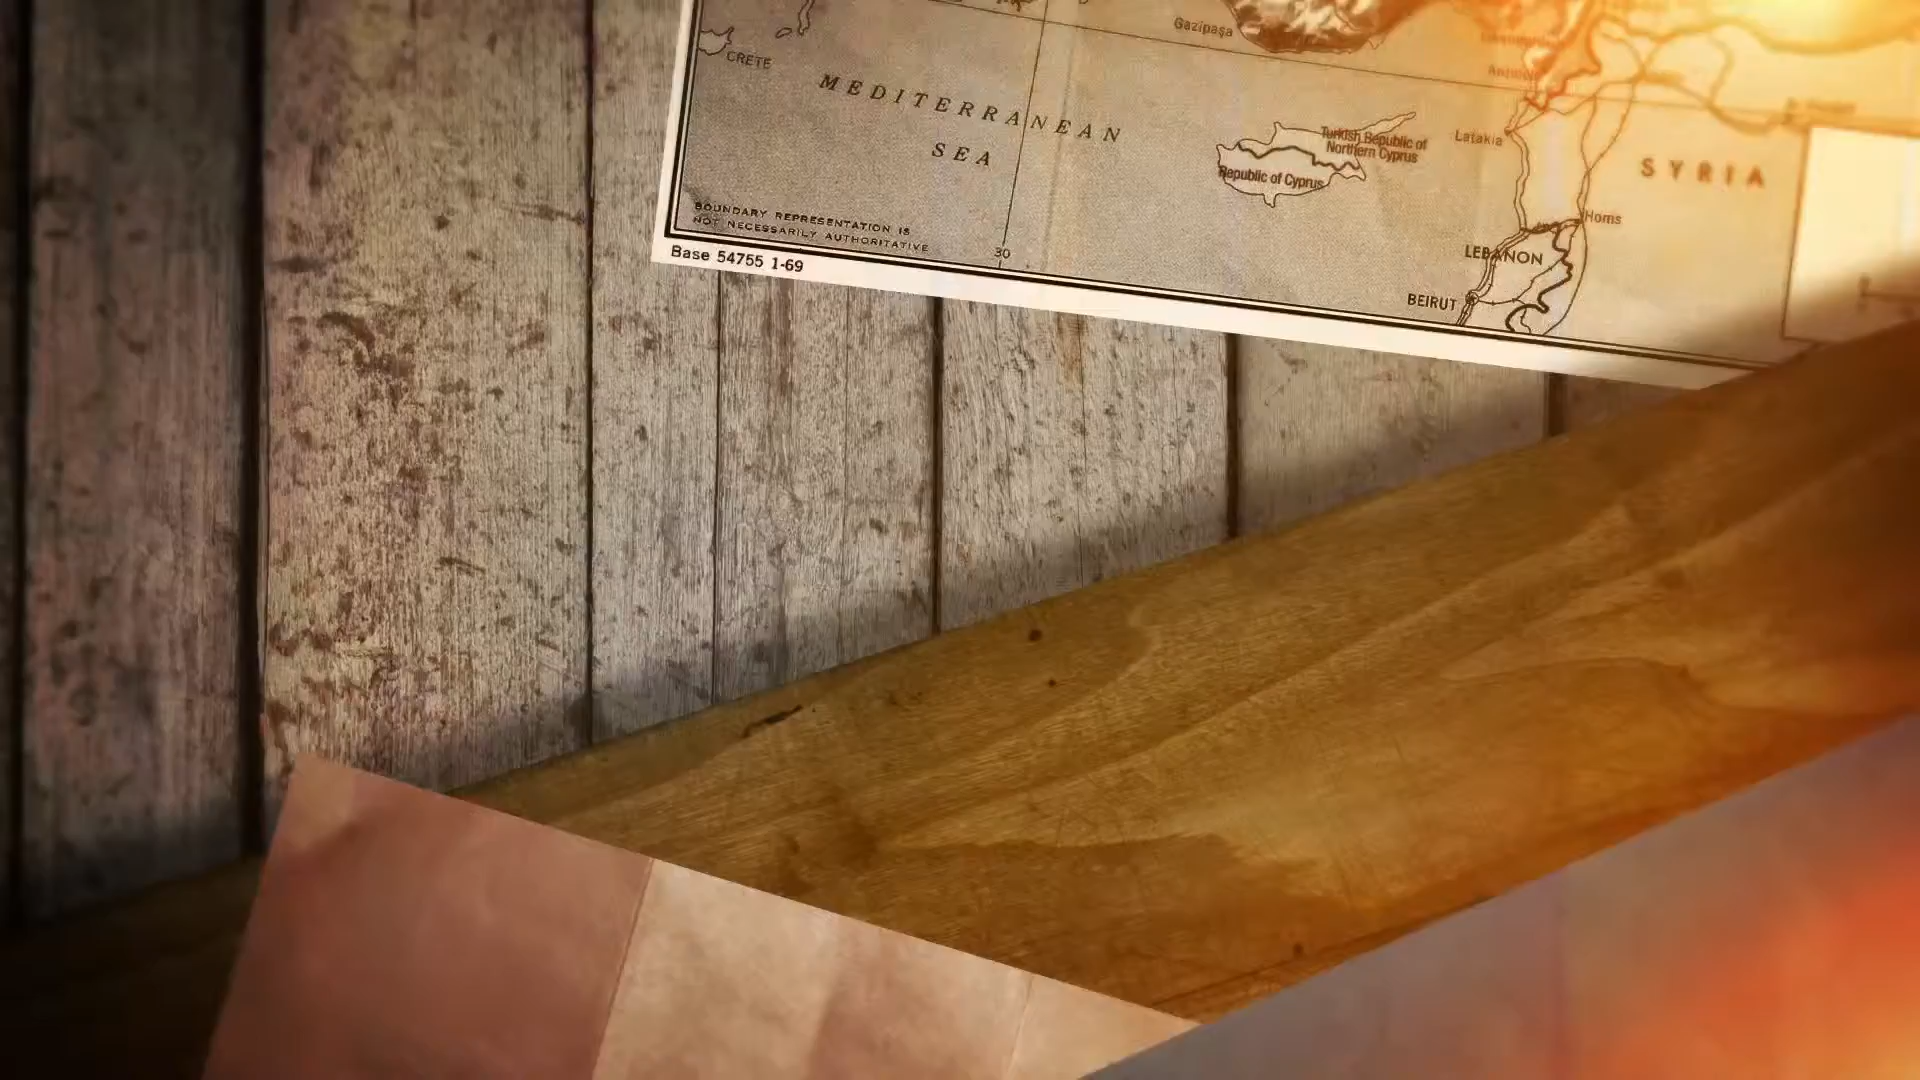 Gazipaşa
CRETE
MEDITERRANEAN
SEA
Turkish Republic of
Northern Cyprus
Republic of Cyprus
Latakia
SYRIA
Homs
LEBANON
BEIRUT
BOUNDARY REPRESENTATION IS
NOT NECESSARILY AUTHORITATIVE
30
Base 54755 1-69